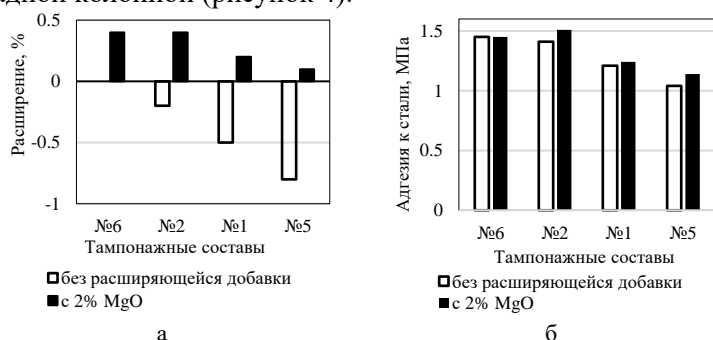 дной колонной (рисунок 4).
0.5
0
-0.5
-1
Расширение, %
№6 №2 №1 №5
Тампонажные составы
без расширяющейся добавки
с 2% MgO
а
1.5
1
0.5
0
Адгезия к стали, МПа
№6 №2 №1 №5
Тампонажные составы
без расширяющейся добавки
с 2% MgO
б